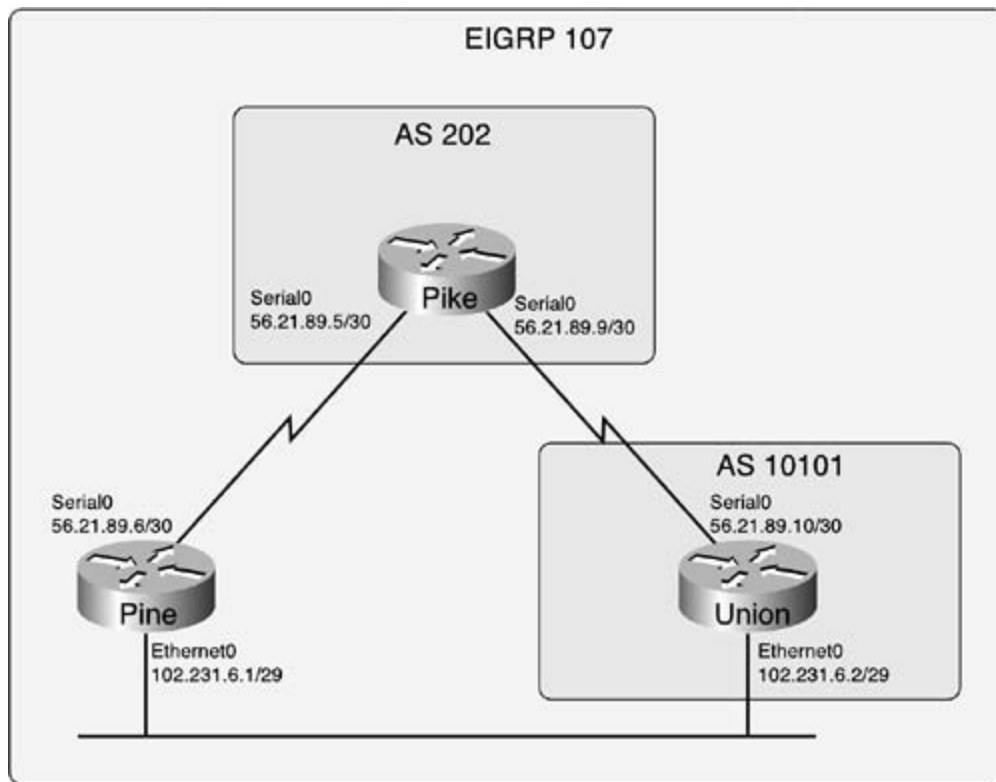 EIGRP 107
AS 202
Pike
Serial0
56.21.89.5/30
Serial0
56.21.89.9/30
AS 10101
Serial0
56.21.89.6/30
Serial0
56.21.89.10/30
Pine
Union
Ethernet0
102.231.6.1/29
Ethernet0
102.231.6.2/29